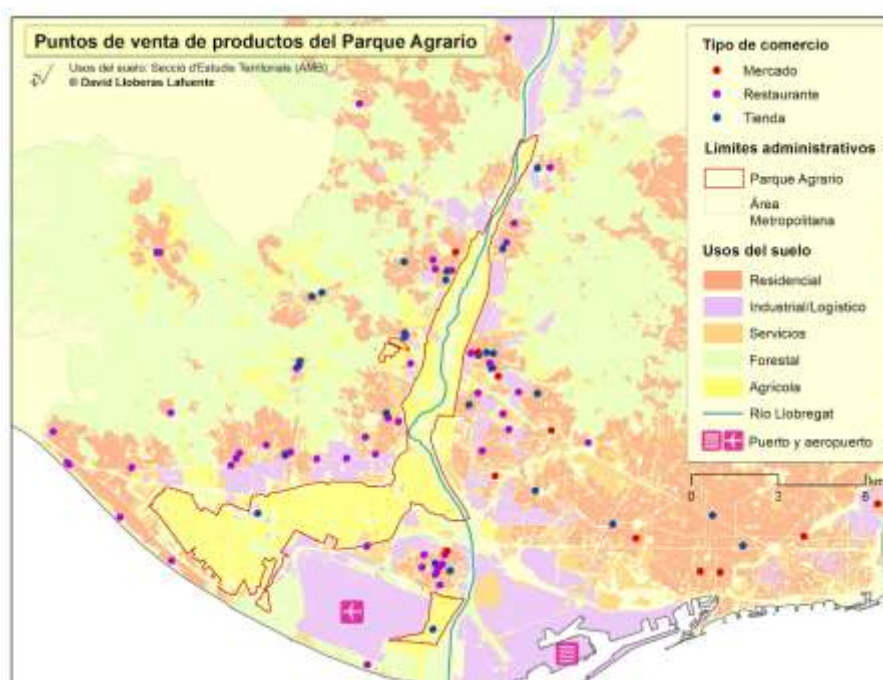 Puntos de venta de productos del Parque Agrario
Usos del suelo: Secció d'Estudis Territorials (AMB)
© David Lloberas Lafuente
Tipo de comercio
Mercado
Restaurante
Tienda
Límites administrativos
Parque Agrario
Área
Metropolitana
Usos del suelo
Residencial
Industrial/Logístico
Servicios
Forestal
Agrícola
Río Llobregat
Puerto y aeropuerto
km
0 3 6